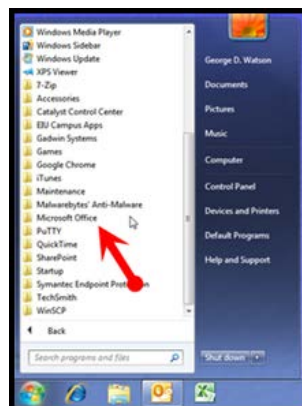 Windows Media Player
Windows Sidebar
Windows Update
XPS Viewer
7-Zip
Accessories
Catalyst Control Center
EIU Campus Apps
Gadwin Systems
Games
Google Chrome
iTunes
Maintenance
Malwarebytes' Anti-Malware
Microsoft Office
PuTTY
QuickTime
SharePoint
Startup
Symantec Endpoint Protection
TechSmith
WinSCP
Back
Search programs and files
George D. Watson
Documents
Pictures
Music
Computer
Control Panel
Devices and Printers
Default Programs
Help and Support
Shut down